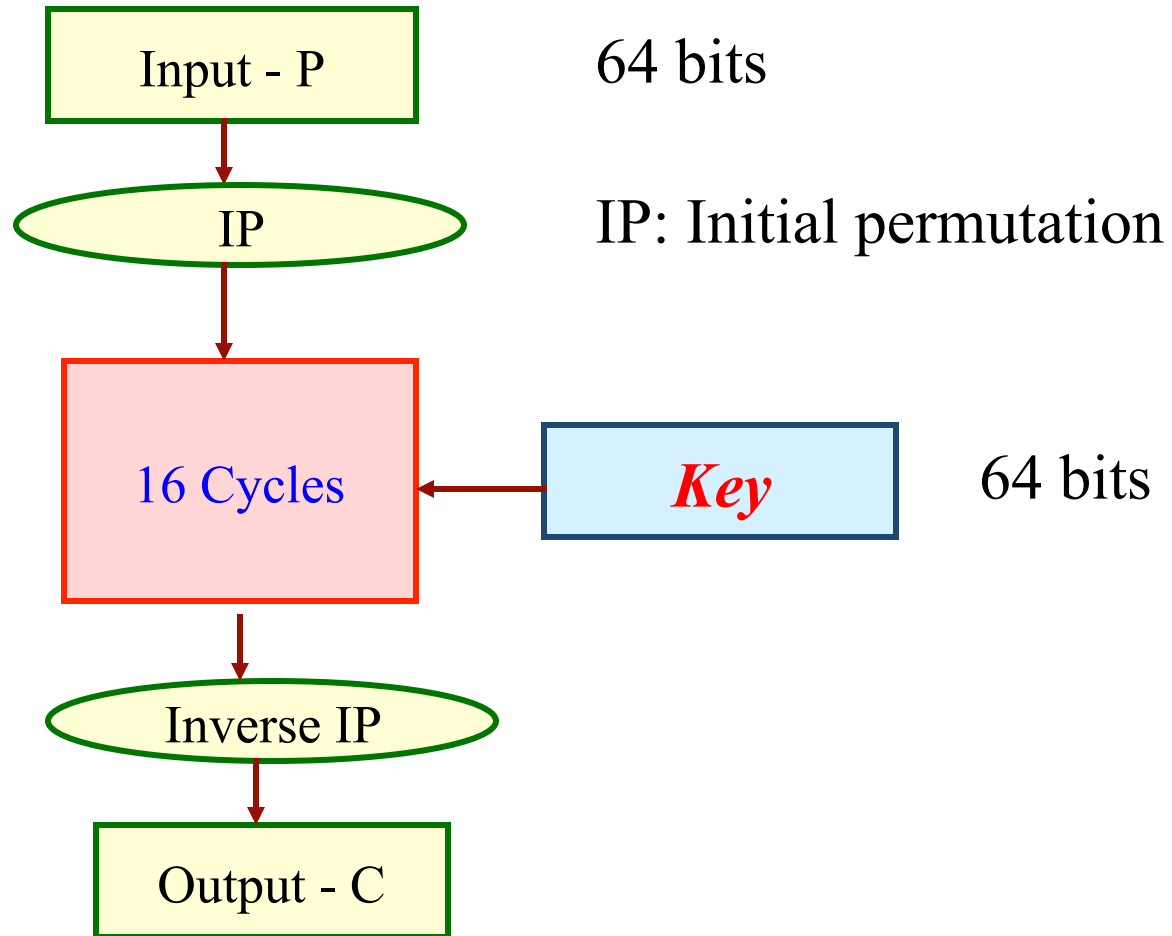 Input - P
64 bits
IP
IP: Initial permutation
16 Cycles
Key
64 bits
Inverse IP
Output - C